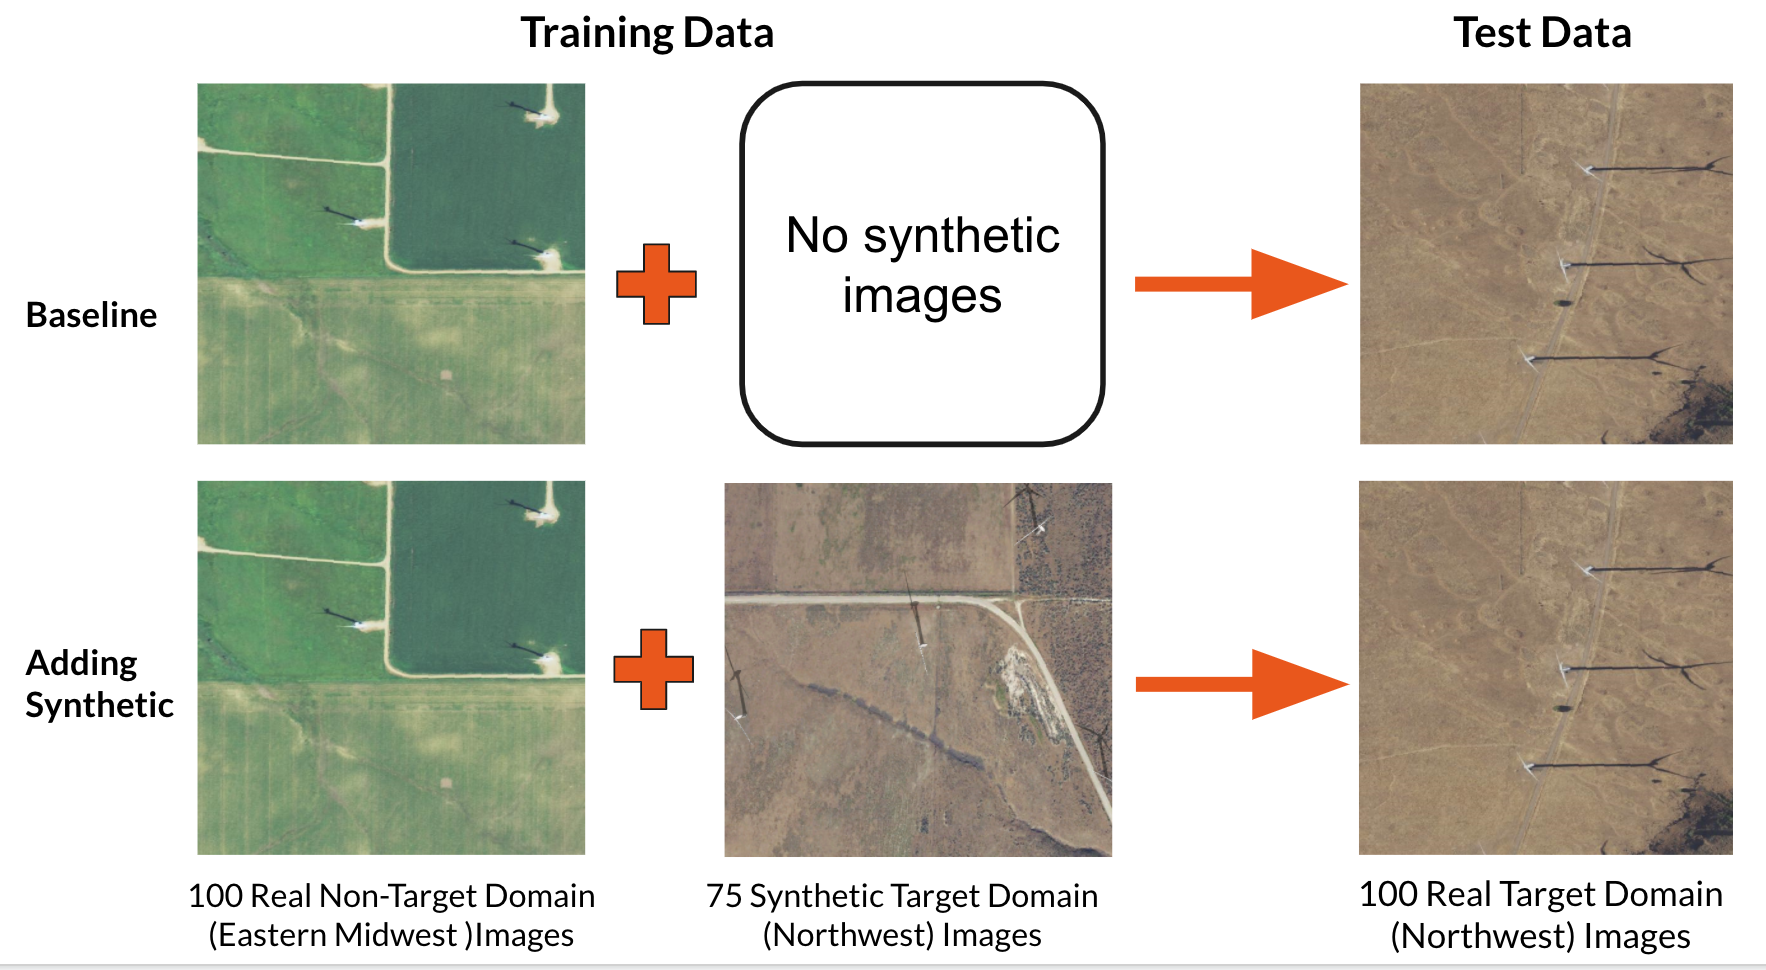 Training Data
Test Data
Baseline
No synthetic
images
Adding
Synthetic
100 Real Non-Target Domain
(Eastern Midwest )Images
75 Synthetic Target Domain
(Northwest) Images
100 Real Target Domain
(Northwest) Images